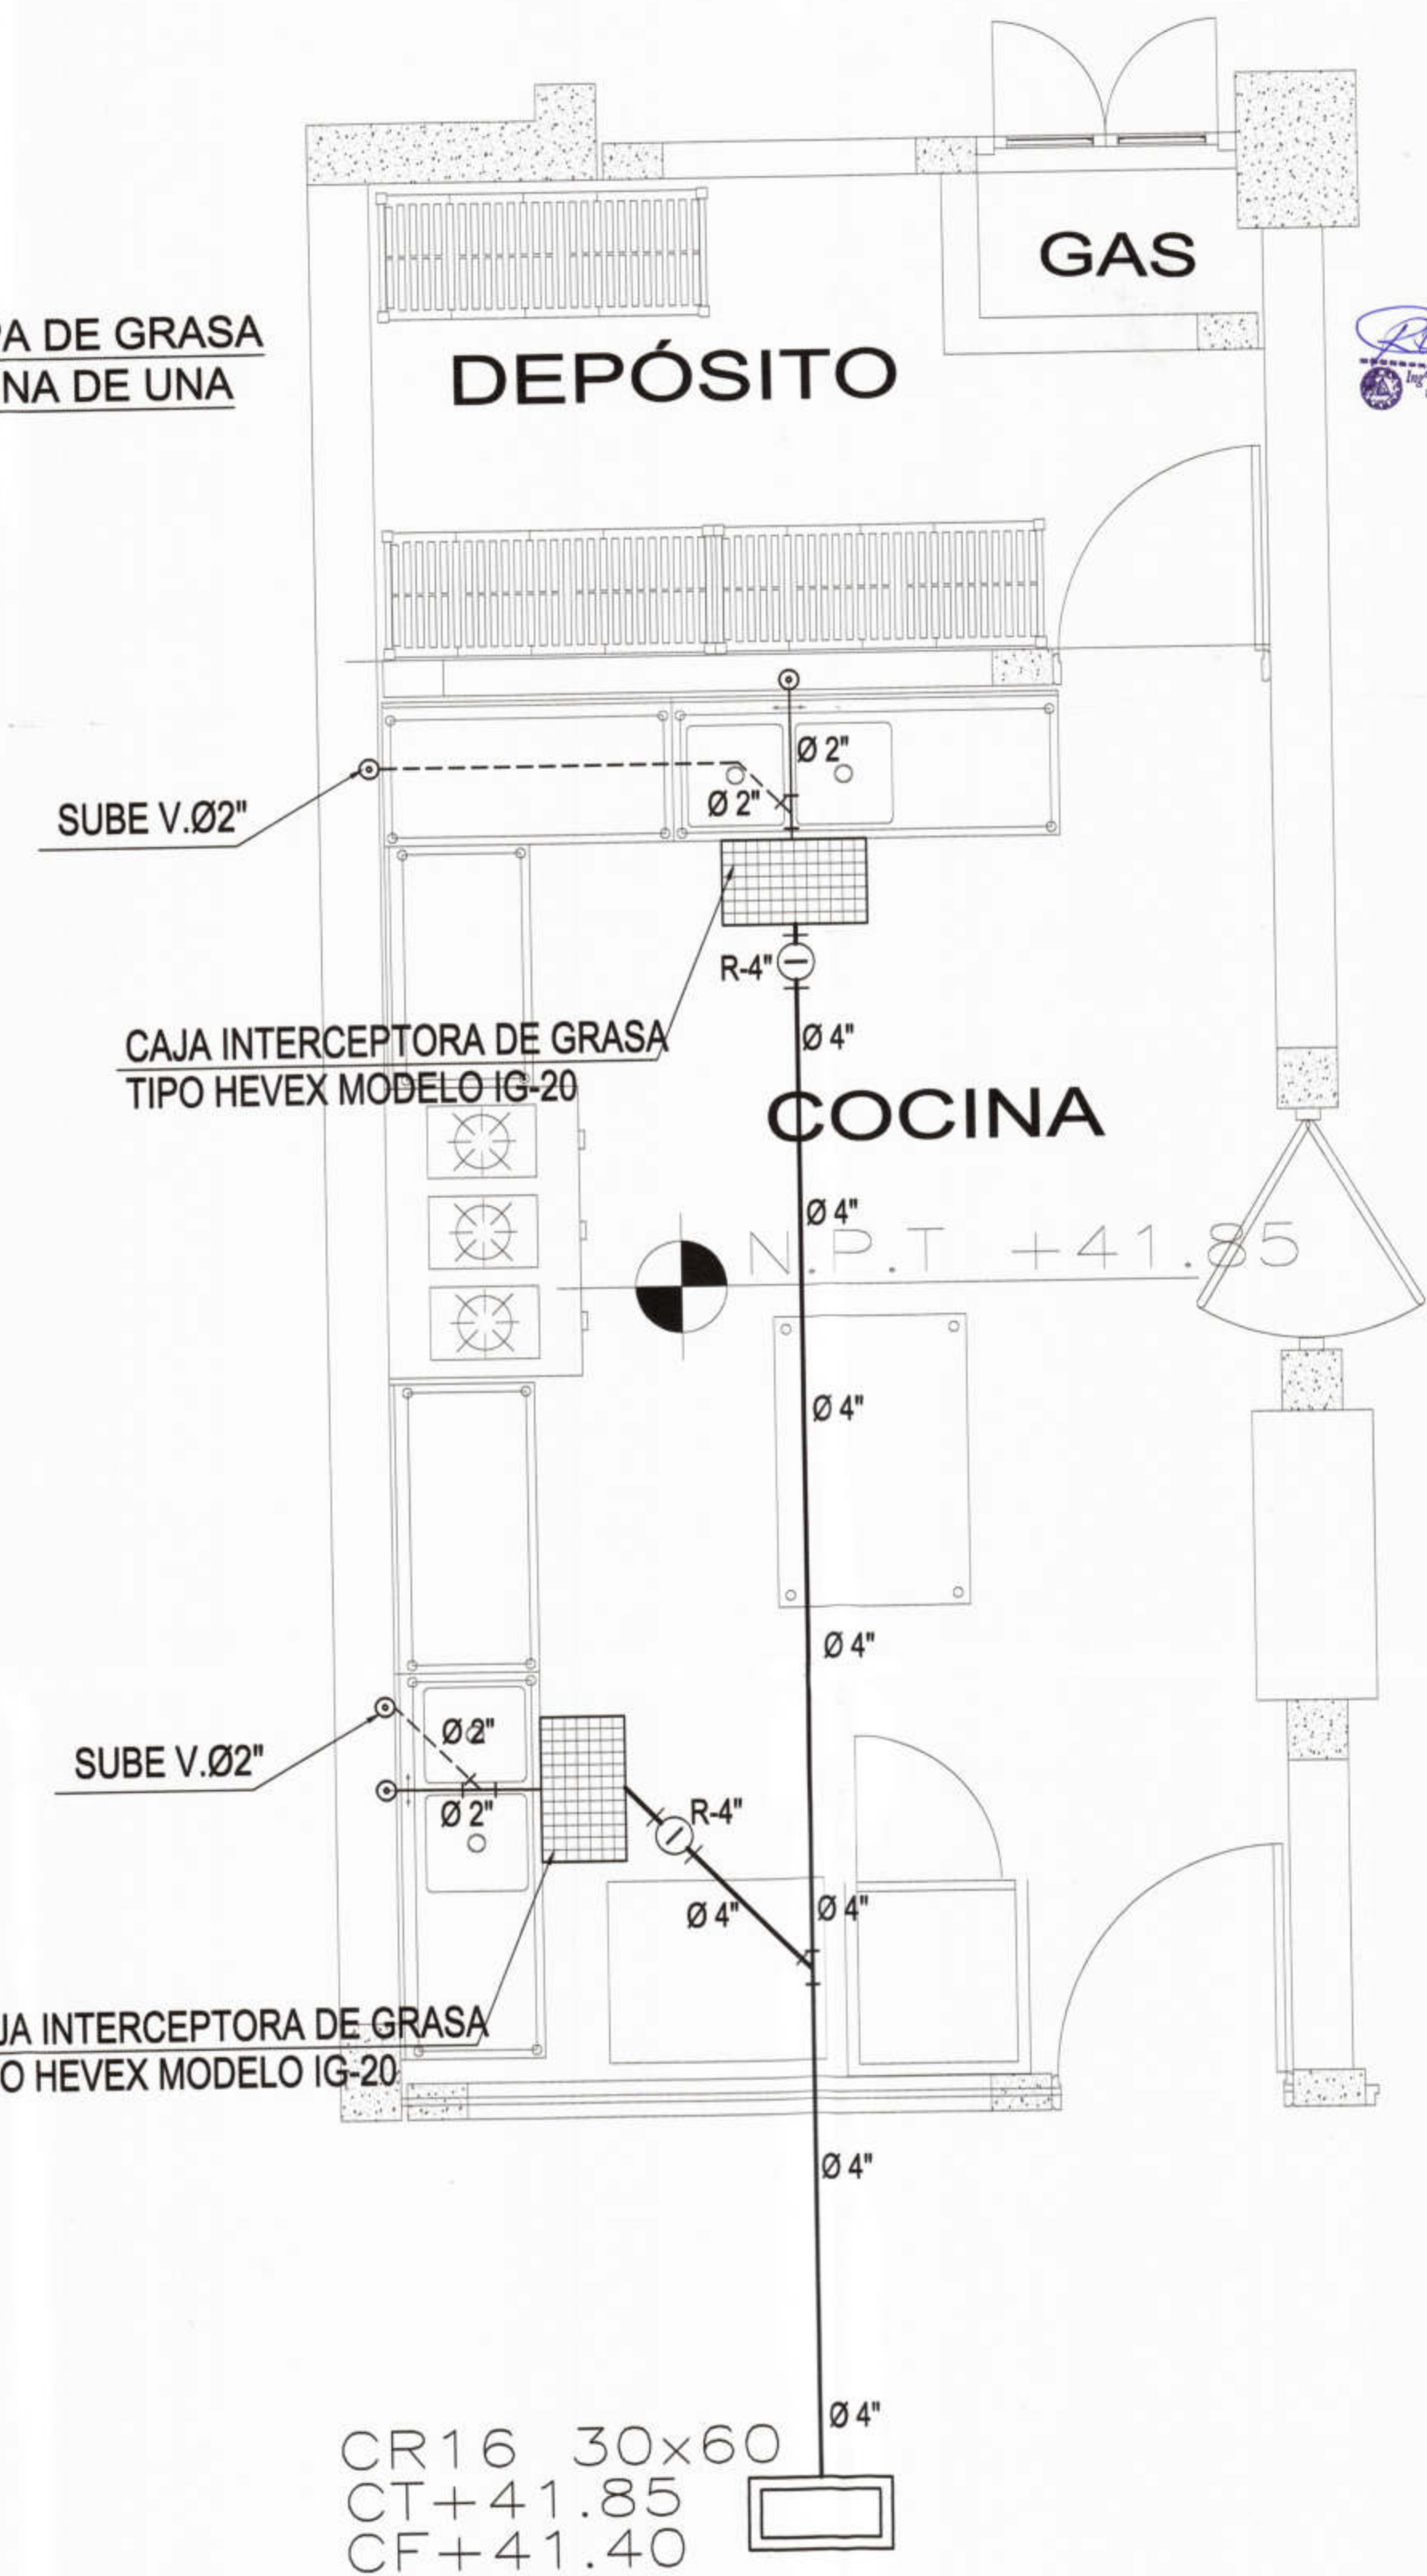 GAS
PA DE GRASA
NA DE UNA
DEPÓSITO
Ingº
Ø 2"
Ø 2"
SUBE V.Ø2"
R-4"
CAJA INTERCEPTORA DE GRASA
TIPO HEVEX MODELO IG-20
Ø 4"
COCINA
Ø 4"
N.P.T +41.85
Ø 4"
Ø 4"
Ø 2"
SUBE V.Ø2"
Ø 2"
R-4"
Ø 4"
Ø 4"
JA INTERCEPTORA DE GRASA
O HEVEX MODELO IG-20
Ø 4"
Ø 4"
CR16 30x60
CT+41.85
CF+41.40